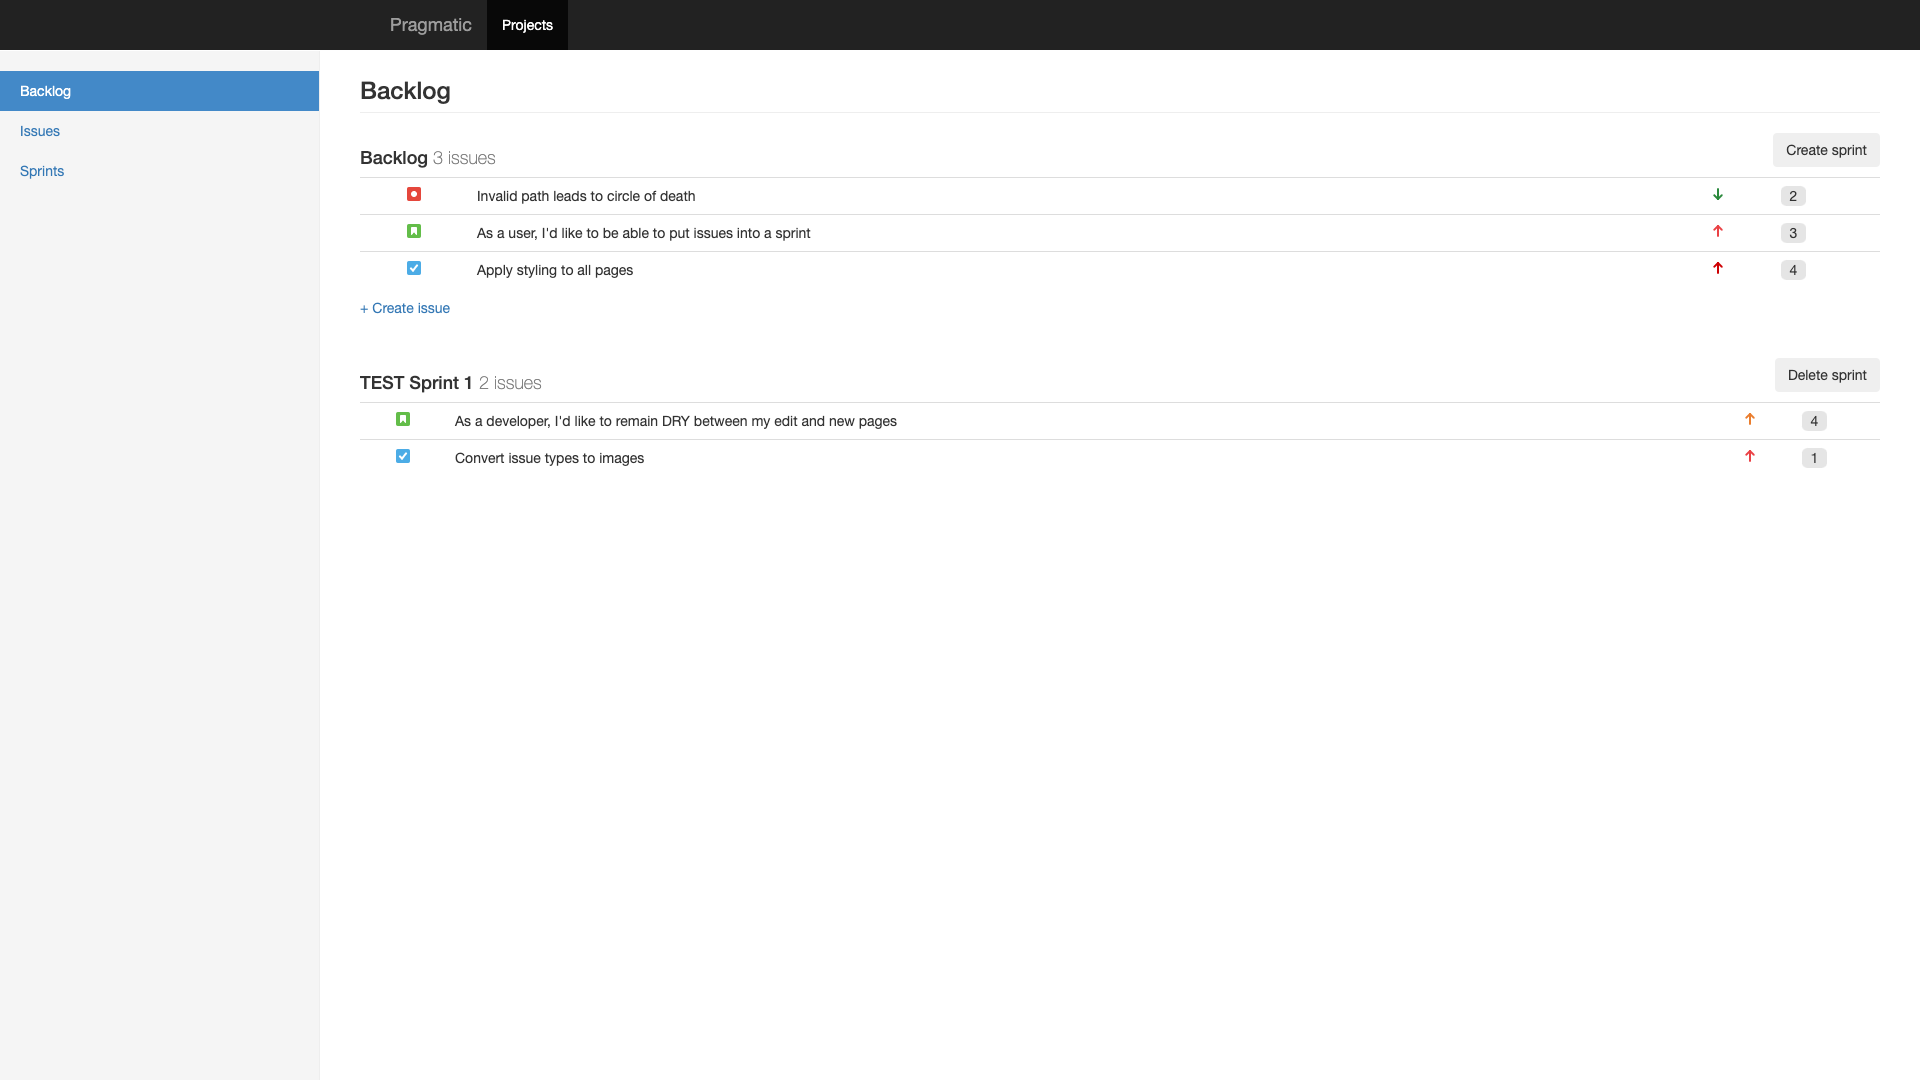 Pragmatic Projects
Backlog
Issues
Sprints
Backlog
Backlog 3 issues
Create sprint
Invalid path leads to circle of death 2
As a user, I'd like to be able to put issues into a sprint 3
Apply styling to all pages 4
+ Create issue
TEST Sprint 1 2 issues
Delete sprint
As a developer, I'd like to remain DRY between my edit and new pages 4
Convert issue types to images 1